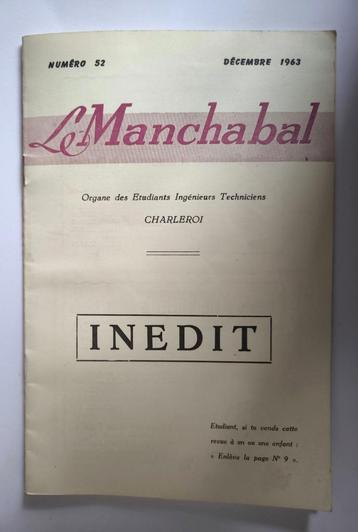 NUMÉRO 52 DÉCEMBRE 1963
Le Manchabal
Organe des Etudiants Ingénieurs Techniciens
CHARLEROI
INEDIT
Etudiant, si tu vends cette
revue à un ou une enfant :
« Enlève la page N° 9 ».